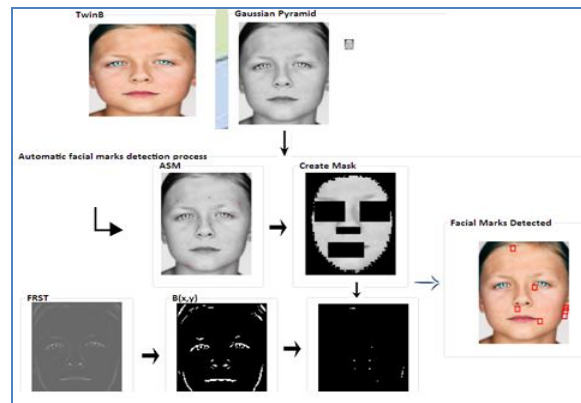 TwinB
Gaussian Pyramid
Automatic facial marks detection process
ASM
Create Mask
Facial Marks Detected
FRST
B(x,y)